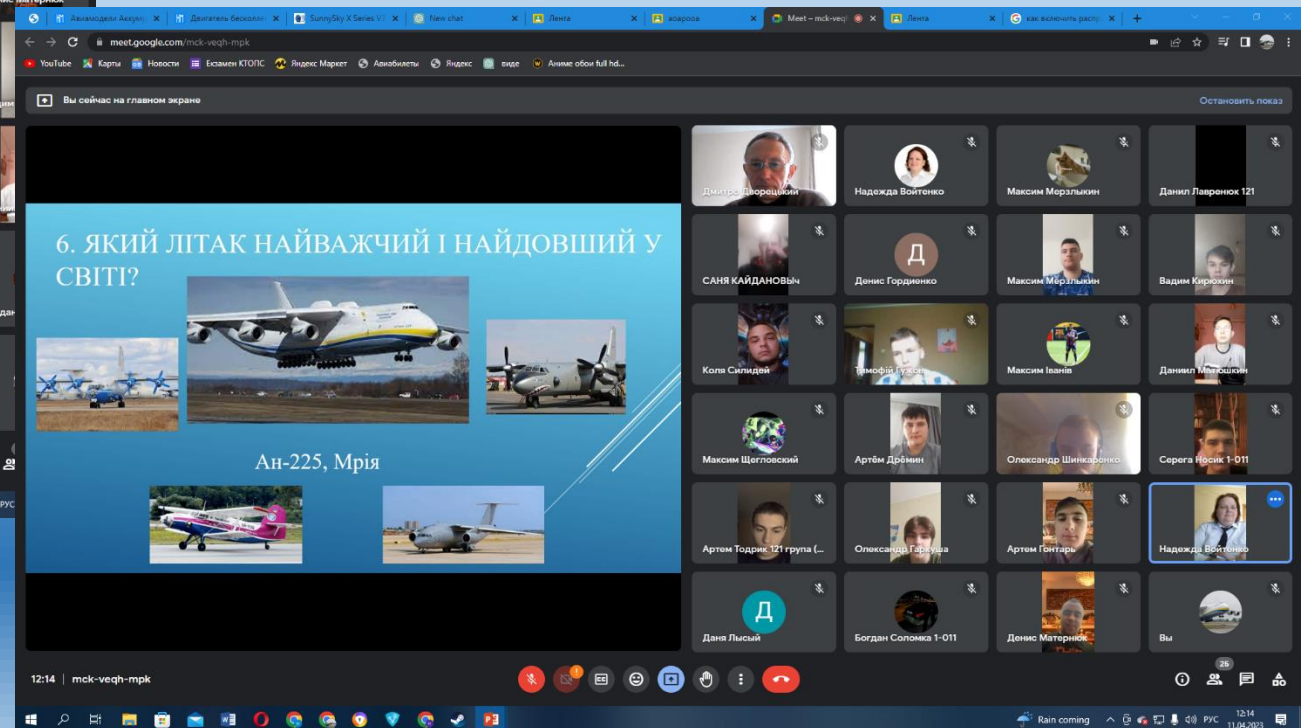 Авиамодели Аккуму
Двигатель бесколле
SunnySky X Series V3
New chat
Лента
воарпоа
Meet – mck-veqh
Лента
как включить распр
meet.google.com/mck-veqh-mpk
YouTube
Карты
Новости
Екзамен КТОПС
Яндекс Маркет
Авиабилеты
Яндекс
виде
Аниме обои full hd...
Вы сейчас на главном экране
Остановить показ
6. ЯКИЙ ЛІТАК НАЙВАЖЧИЙ І НАЙДОВШИЙ У
СВІТІ?
Ан-225, Мрія
Дмитро Дворецький
Надежда Войтенко
Максим Мерзлыкин
Данил Лавренюк 121
САНЯ КАЙДАНОВЫч
Денис Гордиенко
Максим Мерзлыкин
Вадим Кирюхин
Коля Силидей
Тимофій Гужов
Максим Іванів
Даниил Матюшкин
Максим Щегловский
Артём Дрёмин
Олександр Шинкаренко
Серега Носик 1-011
Артем Тодрик 121 група (...
Олександр Гаркуша
Артем Гонтарь
Надежда Войтенко
Д
Даня Лысый
Богдан Соломка 1-011
Денис Матернюк
Вы
12:14 | mck-veqh-mpk
26
Rain coming
РУС
12:14
11.04.2023